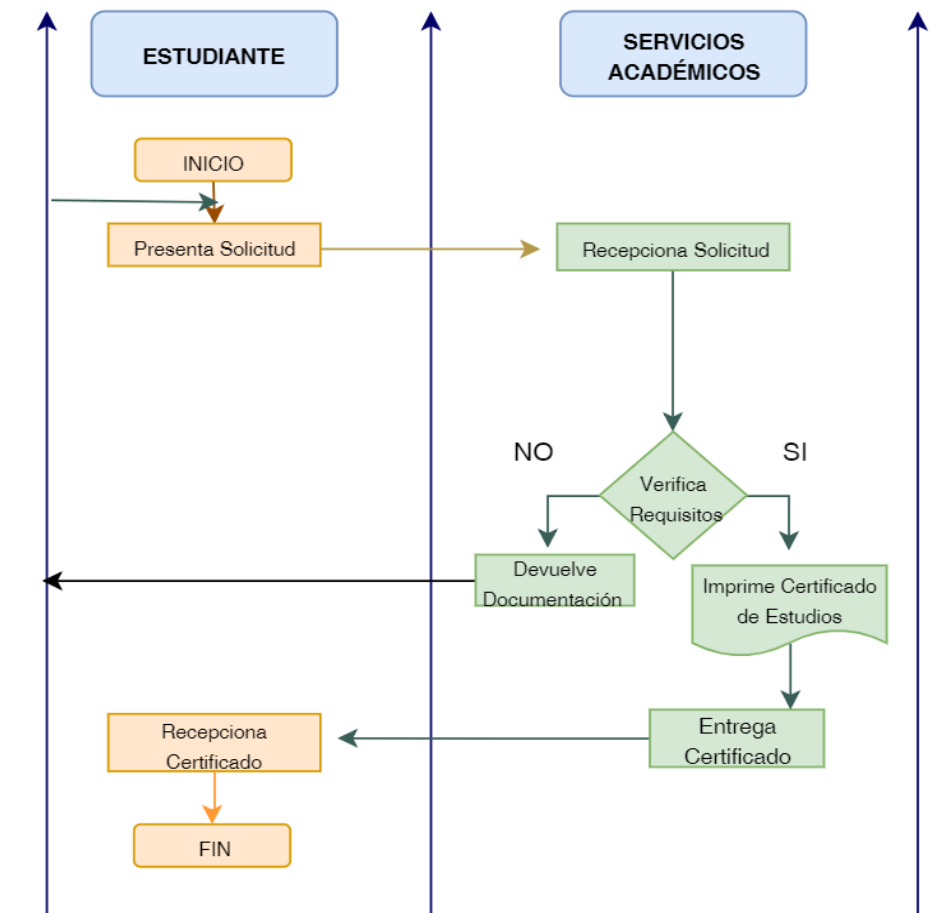 ESTUDIANTE
SERVICIOS
ACADÉMICOS
INICIO
Presenta Solicitud
Recepciona Solicitud
NO
SI
Verifica
Requisitos
Devuelve
Documentación
Imprime Certificado
de Estudios
Recepciona
Certificado
Entrega
Certificado
FIN